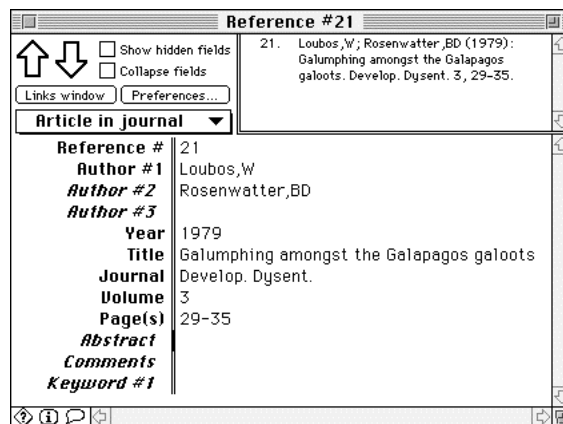 Reference #21
Show hidden fields
Collapse fields
Links window
Preferences...
Article in journal
21. Loubos,W; Rosenwatter,BD (1979):
Galumphing amongst the Galapagos
galoots. Develop. Dysent. 3, 29-35.
Reference # 21
Author #1 Loubos,W
Author #2 Rosenwatter,BD
Author #3
Year 1979
Title Galumphing amongst the Galapagos galoots
Journal Develop. Dysent.
Volume 3
Page(s) 29-35
Abstract
Comments
Keyword #1